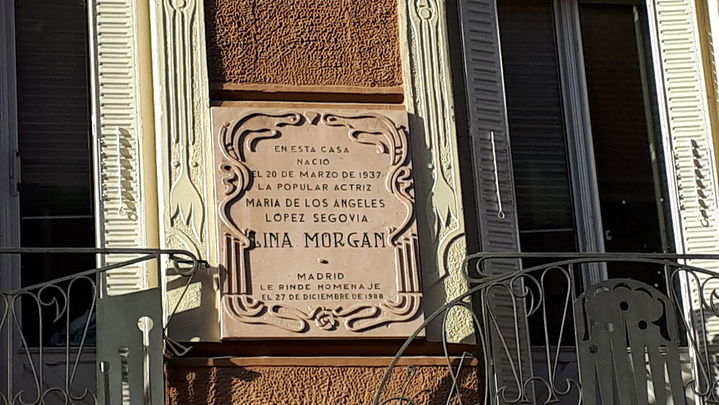 EN ESTA CASA
NACIÓ
EL 20 DE MARZO DE 1937
LA POPULAR ACTRIZ
MARIA DE LOS ANGELES
LÓPEZ SEGOVIA
LINA MORGAN
MADRID
LE RINDE HOMENAJE
EL 27 DE DICIEMBRE DE 1988